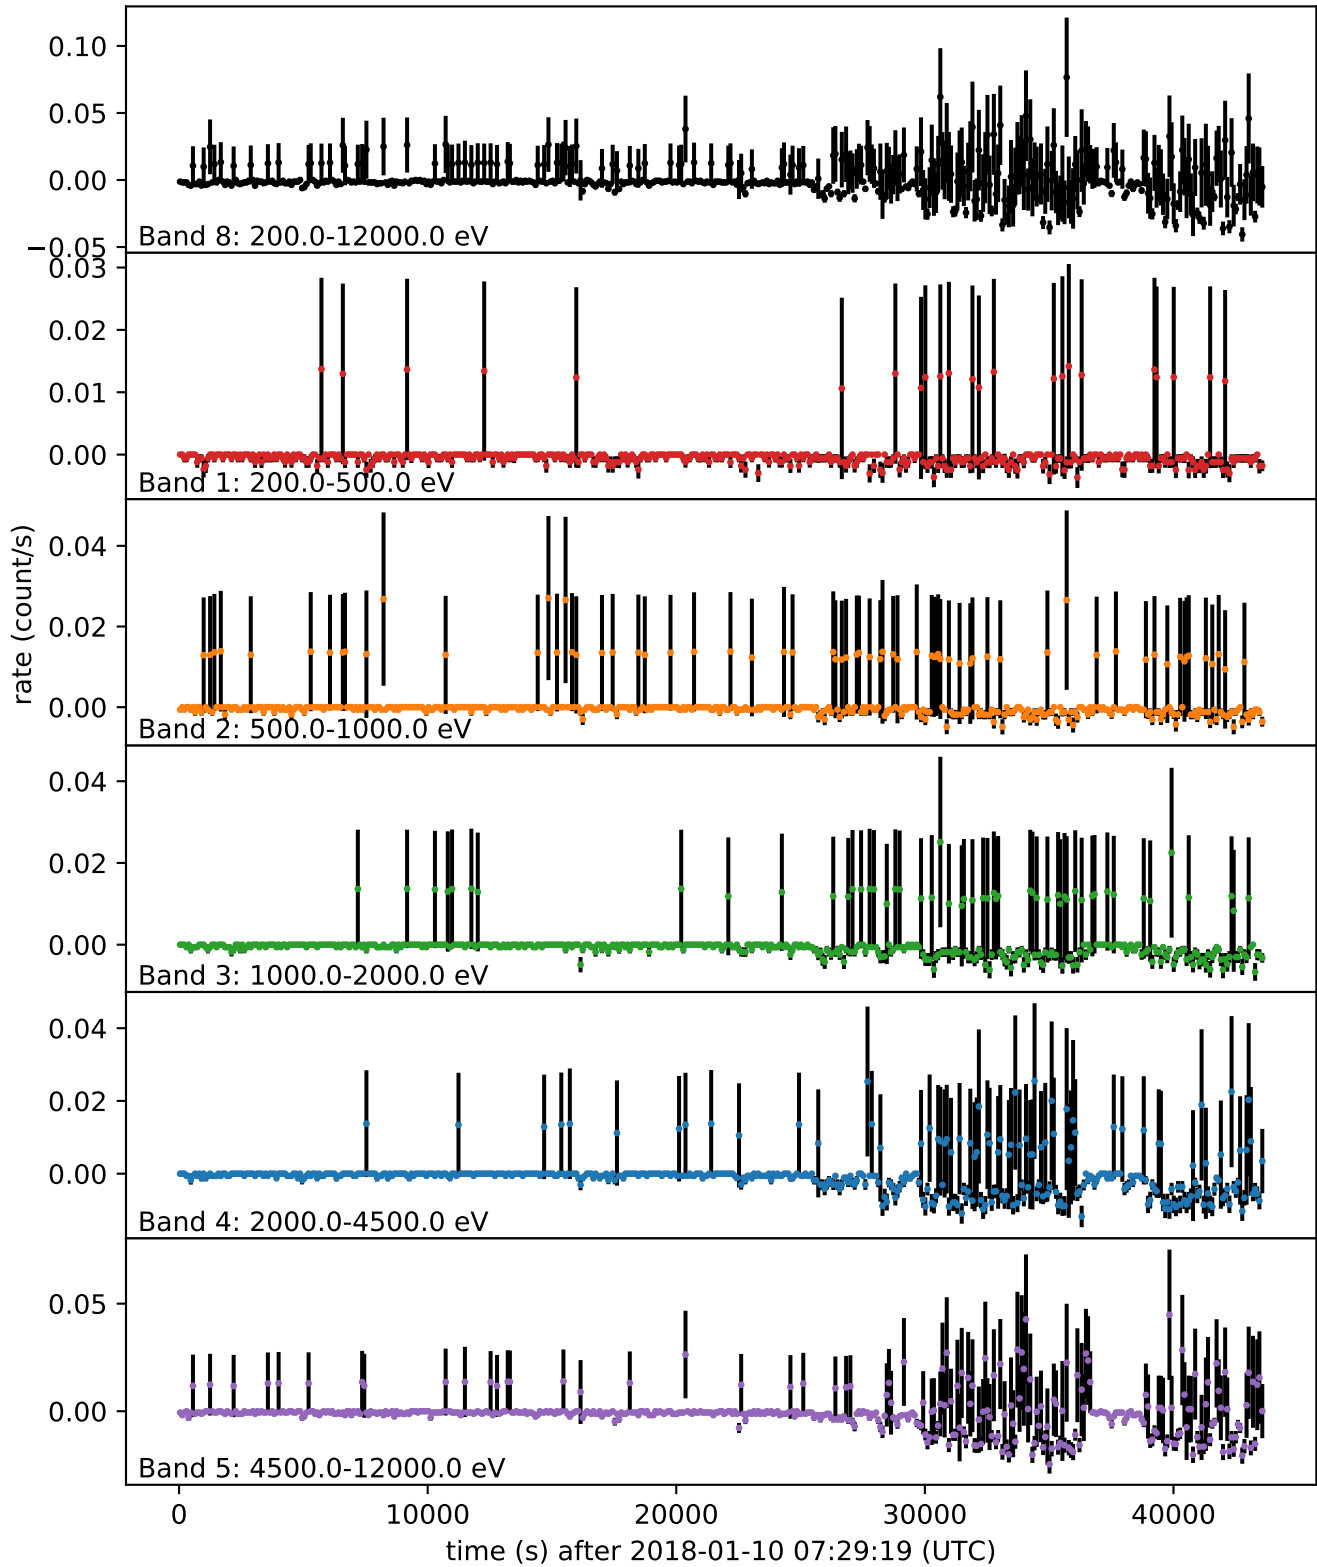 0.10
0.05
0.00
−0.05
Band 8: 200.0-12000.0 eV
0.03
0.02
0.01
0.00
Band 1: 200.0-500.0 eV
0.04
0.02
0.00
Band 2: 500.0-1000.0 eV
rate (count/s)
0.04
0.02
0.00
Band 3: 1000.0-2000.0 eV
0.04
0.02
0.00
Band 4: 2000.0-4500.0 eV
0.05
0.00
Band 5: 4500.0-12000.0 eV
0 10000 20000 30000 40000
time (s) after 2018-01-10 07:29:19 (UTC)